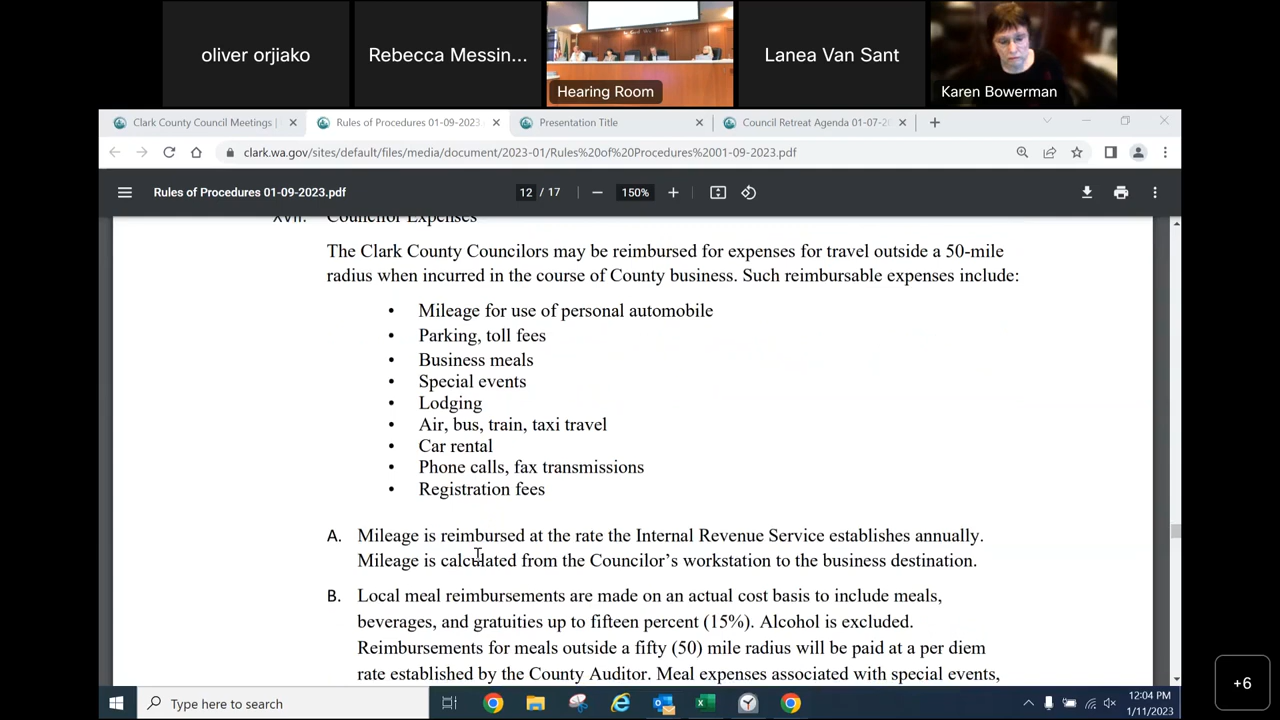 oliver orjiako
Rebecca Messin...
Hearing Room
Lanea Van Sant
Karen Bowerman
Clark County Council Meetings |
Rules of Procedures 01-09-2023
Presentation Title
Council Retreat Agenda 01-07-20
clark.wa.gov/sites/default/files/media/document/2023-01/Rules%20of%20Procedures%2001-09-2023.pdf
Rules of Procedures 01-09-2023.pdf
12 / 17
150%
XVII. Councilor Expenses
The Clark County Councilors may be reimbursed for expenses for travel outside a 50-mile
radius when incurred in the course of County business. Such reimbursable expenses include:
• Mileage for use of personal automobile
• Parking, toll fees
• Business meals
• Special events
• Lodging
• Air, bus, train, taxi travel
• Car rental
• Phone calls, fax transmissions
• Registration fees
A. Mileage is reimbursed at the rate the Internal Revenue Service establishes annually.
Mileage is calculated from the Councilor’s workstation to the business destination.
B. Local meal reimbursements are made on an actual cost basis to include meals,
beverages, and gratuities up to fifteen percent (15%). Alcohol is excluded.
Reimbursements for meals outside a fifty (50) mile radius will be paid at a per diem
rate established by the County Auditor. Meal expenses associated with special events,
Type here to search
12:04 PM
1/11/2023
+6